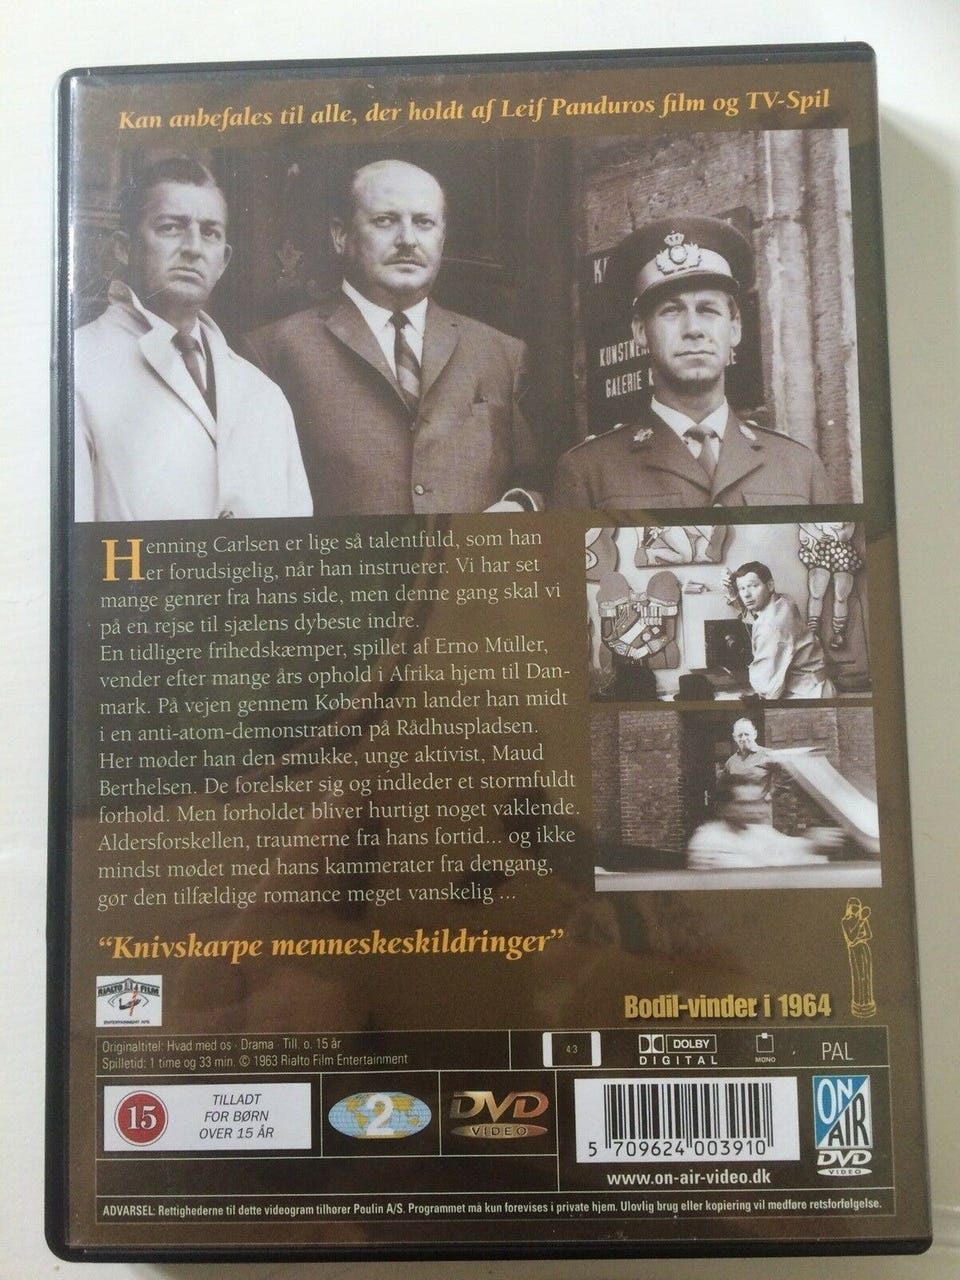 Kan anbefales til alle, der holdt af Leif Panduros film og TV-Spil
KUNSTNE
GALERIE K
Henning Carlsen er lige så talentfuld, som han
er forudsigelig, når han instruerer. Vi har set
mange genrer fra hans side, men denne gang skal vi
på en rejse til sjælens dybeste indre.
En tidligere frihedskæmper, spillet af Erno Müller,
vender efter mange års ophold i Afrika hjem til Dan-
mark. På vejen gennem København lander han midt
i en anti-atom-demonstration på Rådhuspladsen.
Her møder han den smukke, unge aktivist, Maud
Berthelsen. De forelsker sig og indleder et stormfuldt
forhold. Men forholdet bliver hurtigt noget vaklende.
Aldersforskellen, traumerne fra hans fortid... og ikke
mindst mødet med hans kammerater fra dengang,
gør den tilfældige romance meget vanskelig ...
“Knivskarpe menneskeskildringer”
RIALTO FILM
ENTERTAINMENT APS
Bodil-vinder i 1964
Originaltitel: Hvad med os · Drama · Till. o. 15 år
Spilletid: 1 time og 33 min. © 1963 Rialto Film Entertainment
4:3
DOLBY
DIGITAL
MONO
PAL
15
TILLADT
FOR BØRN
OVER 15 ÅR
2
DVD
VIDEO
5 709624 003910
www.on-air-video.dk
ON
AIR
DVD
VIDEO
ADVARSEL: Rettighederne til dette videogram tilhører Poulin A/S. Programmet må kun forevises i private hjem. Ulovlig brug eller kopiering vil medføre retsforfølgelse.